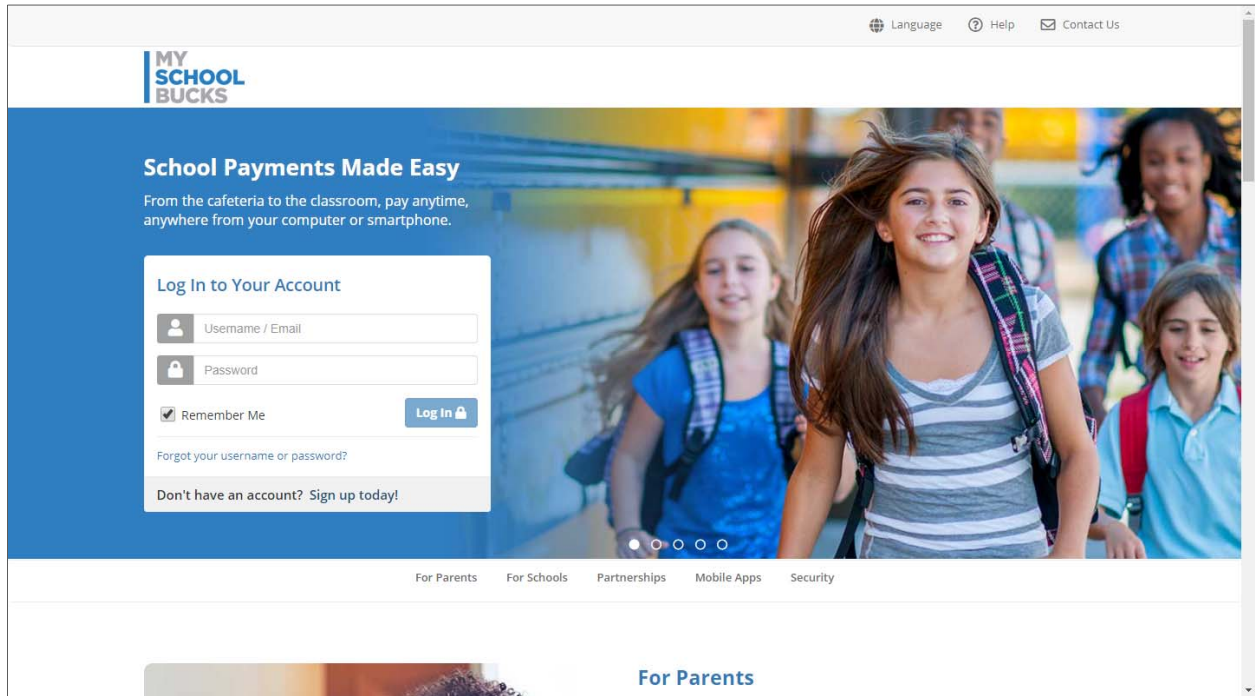 Language Help Contact Us
MY
SCHOOL
BUCKS
School Payments Made Easy
From the cafeteria to the classroom, pay anytime,
anywhere from your computer or smartphone.
Log In to Your Account
Username / Email
Password
Remember Me Log In
Forgot your username or password?
Don't have an account? Sign up today!
For Parents For Schools Partnerships Mobile Apps Security
For Parents